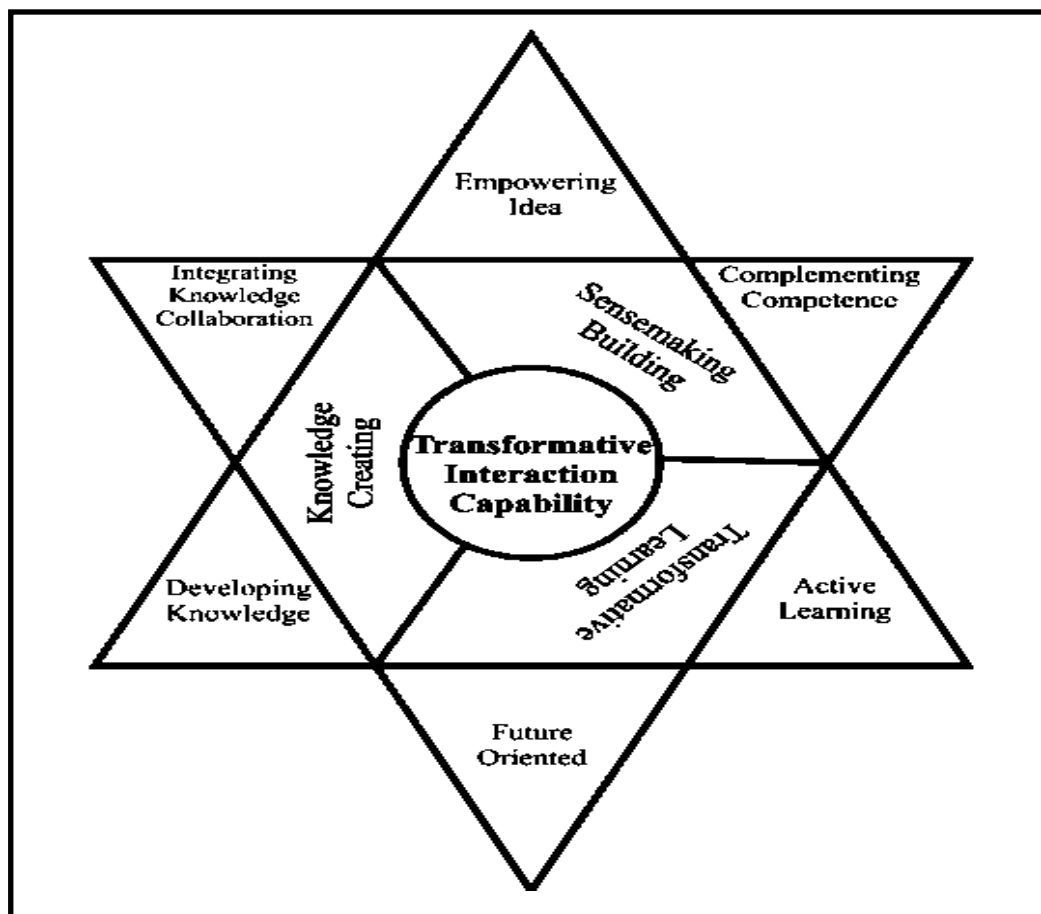 Empowering
Idea
Integrating
Knowledge
Collaboration
Complementing
Competence
Sensemaking
Building
Knowledge
Creating
Transformative
Interaction
Capability
Transformative
Learning
Developing
Knowledge
Active
Learning
Future
Oriented